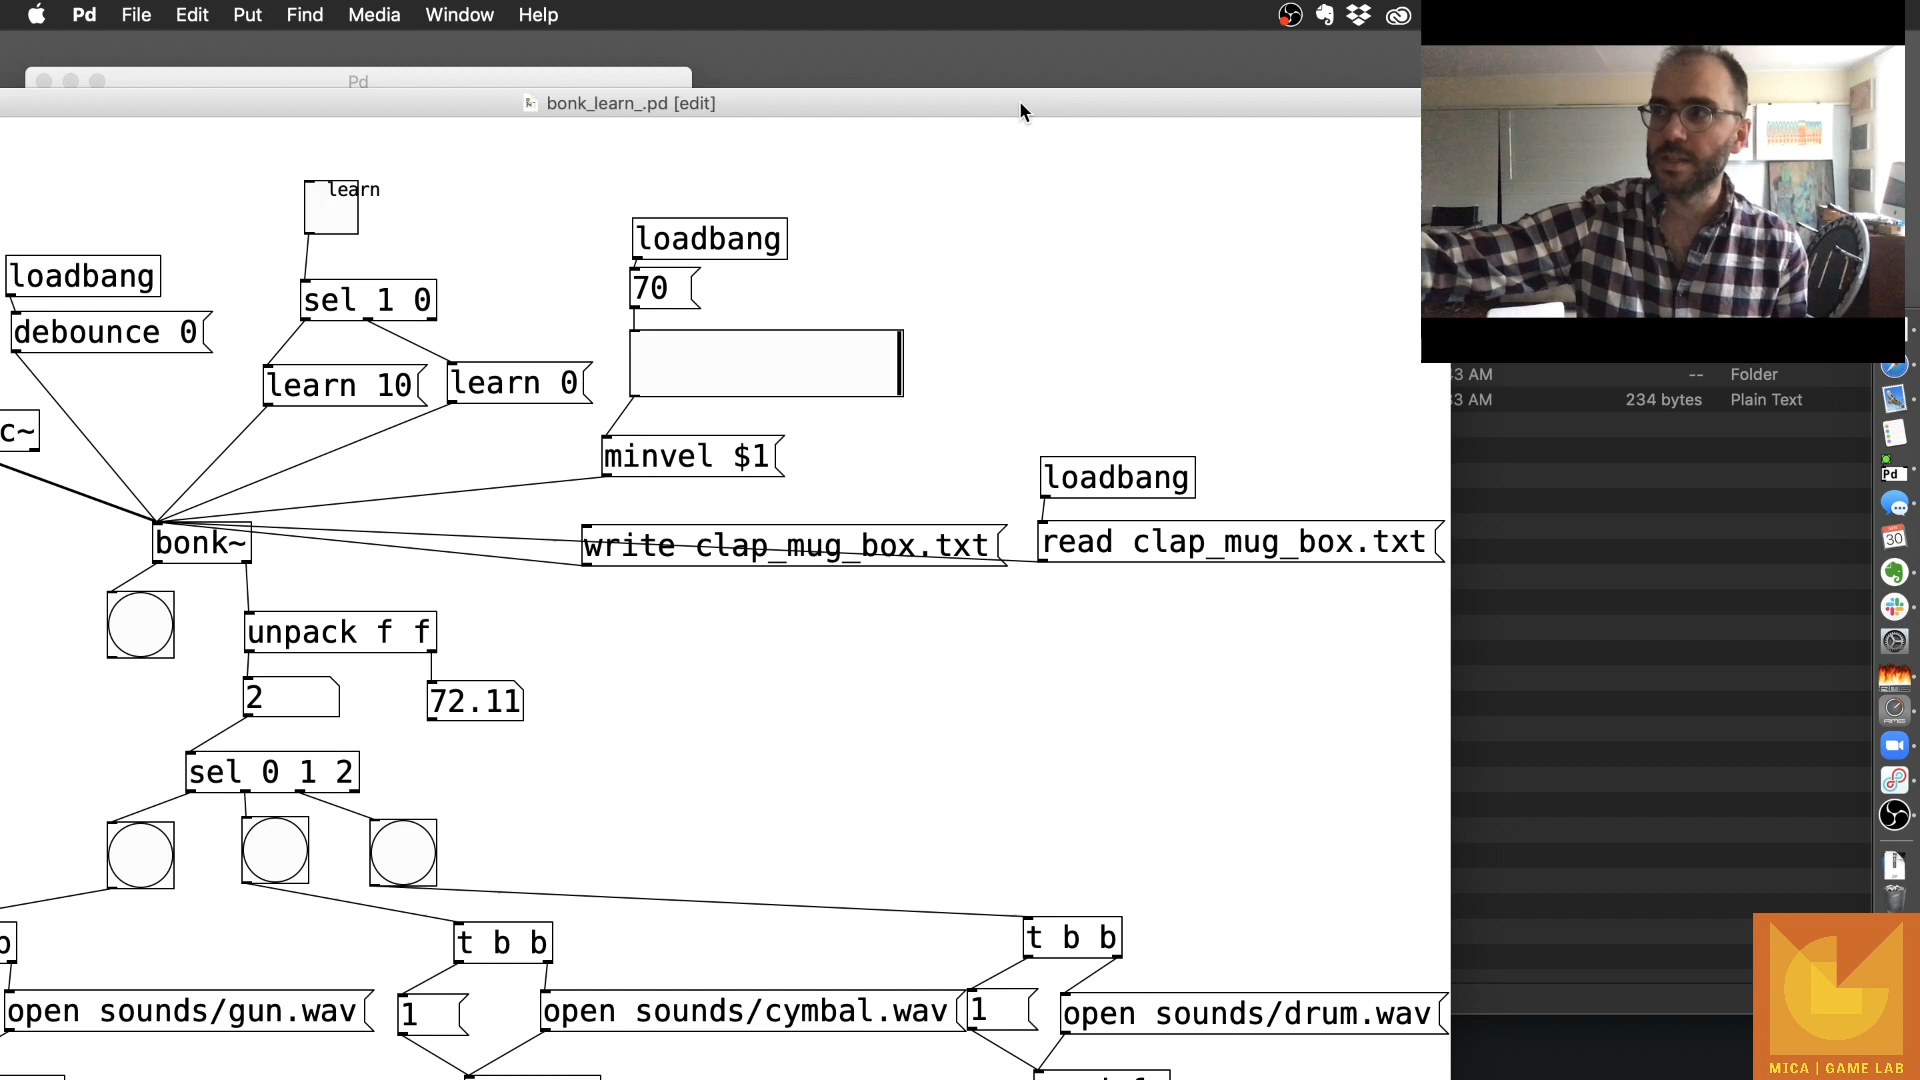 Pd File Edit Put Find Media Window Help
Pd
bonk_learn_.pd [edit]
learn
loadbang
loadbang
70
sel 1 0
debounce 0
learn 10
learn 0
3 AM -- Folder
3 AM 234 bytes Plain Text
c~
minvel $1
loadbang
Pd
bonk~
write clap_mug_box.txt
read clap_mug_box.txt
30
unpack f f
2
72.11
sel 0 1 2
t b b
t b b
open sounds/gun.wav
1
open sounds/cymbal.wav
1
open sounds/drum.wav
MICA | GAME LAB